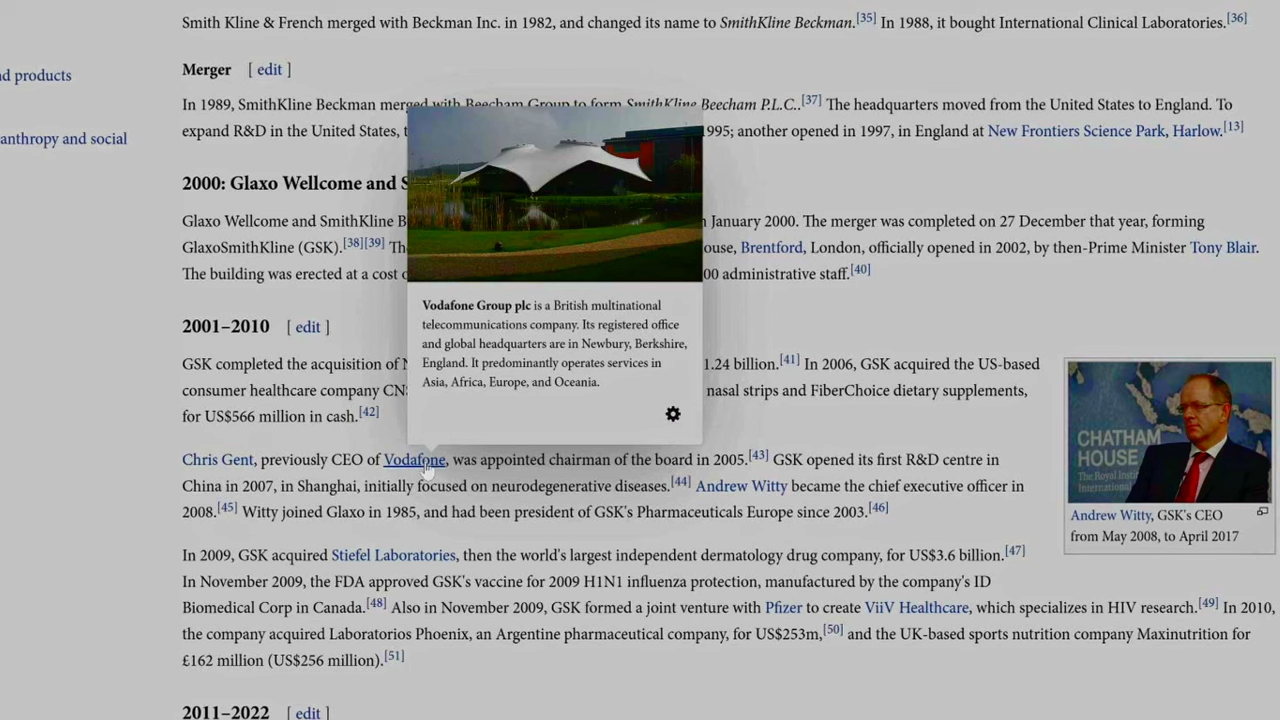 Smith Kline & French merged with Beckman Inc. in 1982, and changed its name to SmithKline Beckman.[35] In 1988, it bought International Clinical Laboratories.[36]
nd products
Merger [ edit ]
In 1989, SmithKline Beckman merged with Beecham Group to form SmithKline Beecham P.L.C..[37] The headquarters moved from the United States to England. To
anthropy and social
expand R&D in the United States, 1995; another opened in 1997, in England at New Frontiers Science Park, Harlow.[13]
2000: Glaxo Wellcome and S
Glaxo Wellcome and SmithKline B January 2000. The merger was completed on 27 December that year, forming
GlaxoSmithKline (GSK).[38][39] Th ouse, Brentford, London, officially opened in 2002, by then-Prime Minister Tony Blair.
The building was erected at a cost 00 administrative staff.[40]
Vodafone Group plc is a British multinational
telecommunications company. Its registered office
and global headquarters are in Newbury, Berkshire,
England. It predominantly operates services in
Asia, Africa, Europe, and Oceania.
2001–2010 [ edit ]
GSK completed the acquisition of 1.24 billion.[41] In 2006, GSK acquired the US-based
consumer healthcare company CN nasal strips and FiberChoice dietary supplements,
for US$566 million in cash.[42]
Chris Gent, previously CEO of Vodafone, was appointed chairman of the board in 2005.[43] GSK opened its first R&D centre in
China in 2007, in Shanghai, initially focused on neurodegenerative diseases.[44] Andrew Witty became the chief executive officer in
2008.[45] Witty joined Glaxo in 1985, and had been president of GSK's Pharmaceuticals Europe since 2003.[46]
CHATHAM
HOUSE
The Royal Insti
Internationa
Andrew Witty, GSK's CEO
from May 2008, to April 2017
In 2009, GSK acquired Stiefel Laboratories, then the world's largest independent dermatology drug company, for US$3.6 billion.[47]
In November 2009, the FDA approved GSK's vaccine for 2009 H1N1 influenza protection, manufactured by the company's ID
Biomedical Corp in Canada.[48] Also in November 2009, GSK formed a joint venture with Pfizer to create ViiV Healthcare, which specializes in HIV research.[49] In 2010,
the company acquired Laboratorios Phoenix, an Argentine pharmaceutical company, for US$253m,[50] and the UK-based sports nutrition company Maxinutrition for
£162 million (US$256 million).[51]
2011–2022 [ edit ]